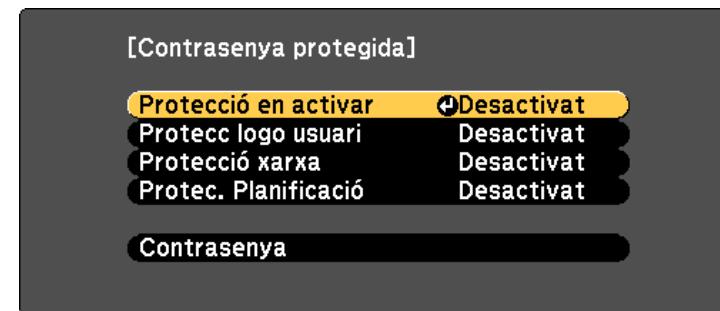 [Contrasenya protegida]
Protecció en activar Desactivat
Protecc logo usuari Desactivat
Protecció xarxa Desactivat
Protec. Planificació Desactivat
Contrasenya